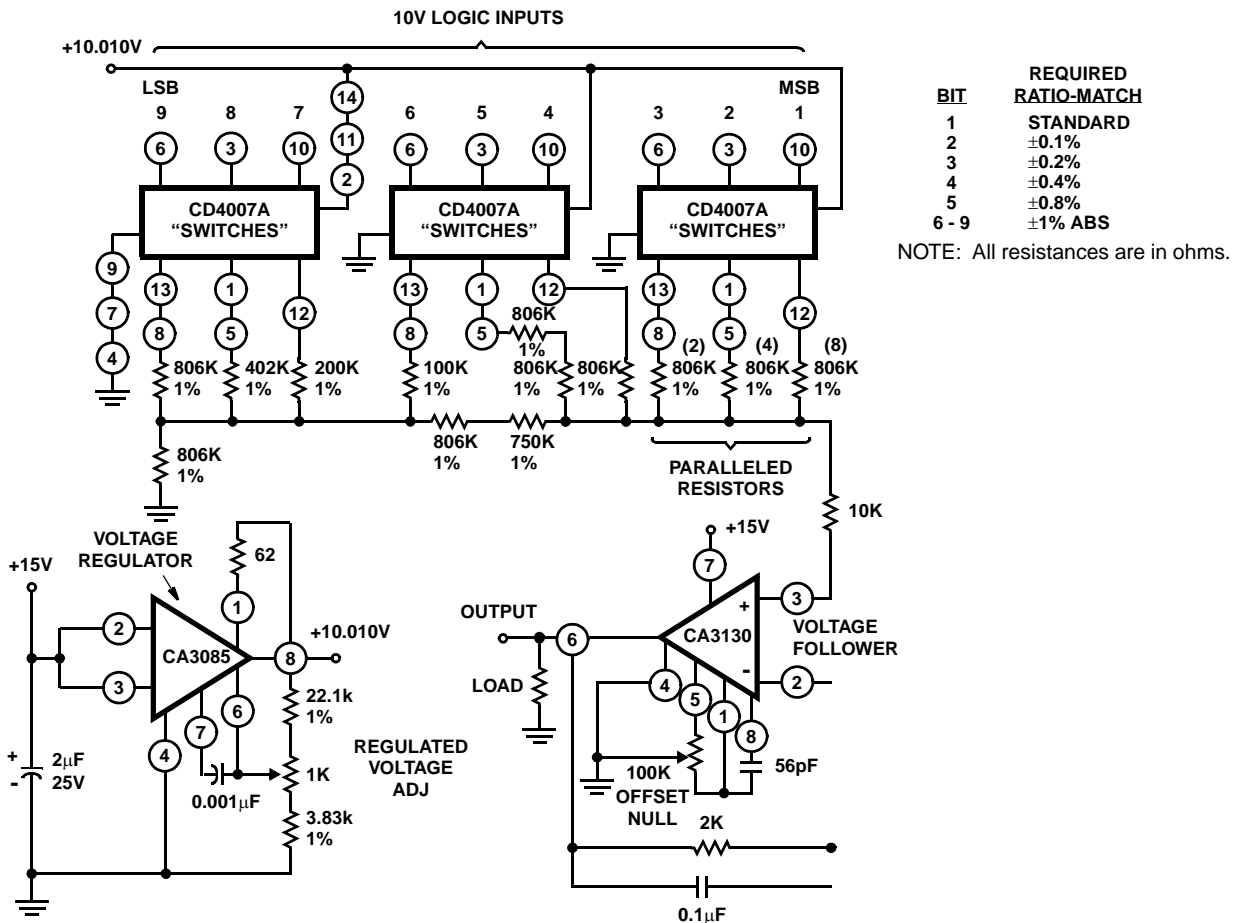 10V LOGIC INPUTS
+10.010V
LSB
MSB
9 8 7 6 5 4 3 2 1
14
11
2
6 3 10 6 3 10 6 3 10
CD4007A
“SWITCHES”
CD4007A
“SWITCHES”
CD4007A
“SWITCHES”
9
7
4
13 1 12
8 5
13 1 12
8 5
13 1 12
8 5
806K
1%
402K
1%
200K
1%
100K
1%
806K
1%
806K
1%
806K
1%
(2)
806K
1%
(4)
806K
1%
(8)
806K
1%
806K
1%
750K
1%
806K
1%
PARALLELED
RESISTORS
10K
REQUIRED
BIT RATIO-MATCH
1 STANDARD
2 ±0.1%
3 ±0.2%
4 ±0.4%
5 ±0.8%
6 - 9 ±1% ABS
NOTE: All resistances are in ohms.
VOLTAGE
REGULATOR
+15V
62
1
2
3
CA3085
8
+10.010V
4
7
6
22.1k
1%
1K
3.83k
1%
0.001µF
+
-
2µF
25V
REGULATED
VOLTAGE
ADJ
+15V
7
OUTPUT
6
LOAD
CA3130
+
-
3
2
VOLTAGE
FOLLOWER
4
5
1
8
100K
OFFSET
NULL
56pF
2K
0.1µF